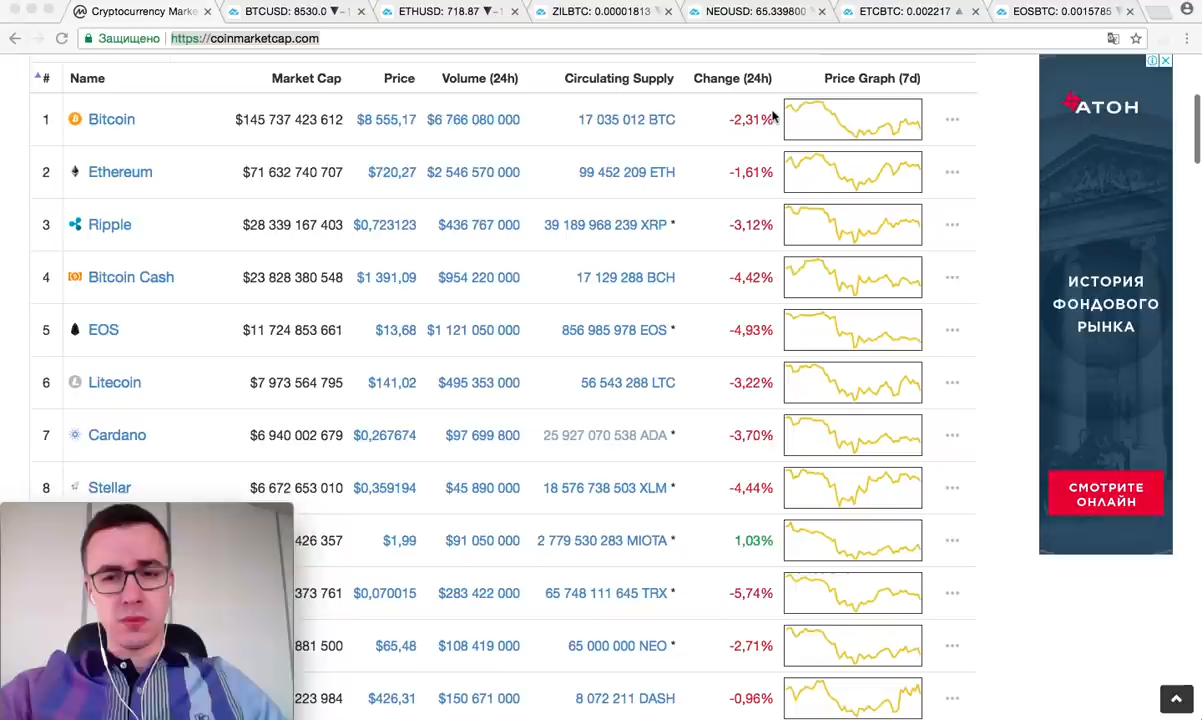 Cryptocurrency Marke
BTCUSD: 8530.0 ▼ −1
ETHUSD: 718.87 ▼ −1
ZILBTC: 0.00001813
NEOUSD: 65.339800
ETCBTC: 0.002217 ▲
EOSBTC: 0.0015785 ▼
Защищено | https://coinmarketcap.com
# Name Market Cap Price Volume (24h) Circulating Supply Change (24h) Price Graph (7d)
1 Bitcoin $145 737 423 612 $8 555,17 $6 766 080 000 17 035 012 BTC -2,31%
2 Ethereum $71 632 740 707 $720,27 $2 546 570 000 99 452 209 ETH -1,61%
3 Ripple $28 339 167 403 $0,723123 $436 767 000 39 189 968 239 XRP * -3,12%
4 Bitcoin Cash $23 828 380 548 $1 391,09 $954 220 000 17 129 288 BCH -4,42%
5 EOS $11 724 853 661 $13,68 $1 121 050 000 856 985 978 EOS * -4,93%
6 Litecoin $7 973 564 795 $141,02 $495 353 000 56 543 288 LTC -3,22%
7 Cardano $6 940 002 679 $0,267674 $97 699 800 25 927 070 538 ADA * -3,70%
8 Stellar $6 672 653 010 $0,359194 $45 890 000 18 576 738 503 XLM * -4,44%
426 357 $1,99 $91 050 000 2 779 530 283 MIOTA * 1,03%
373 761 $0,070015 $283 422 000 65 748 111 645 TRX * -5,74%
881 500 $65,48 $108 419 000 65 000 000 NEO * -2,71%
223 984 $426,31 $150 671 000 8 072 211 DASH -0,96%
АТОН
ИСТОРИЯ
ФОНДОВОГО
РЫНКА
СМОТРИТЕ
ОНЛАЙН